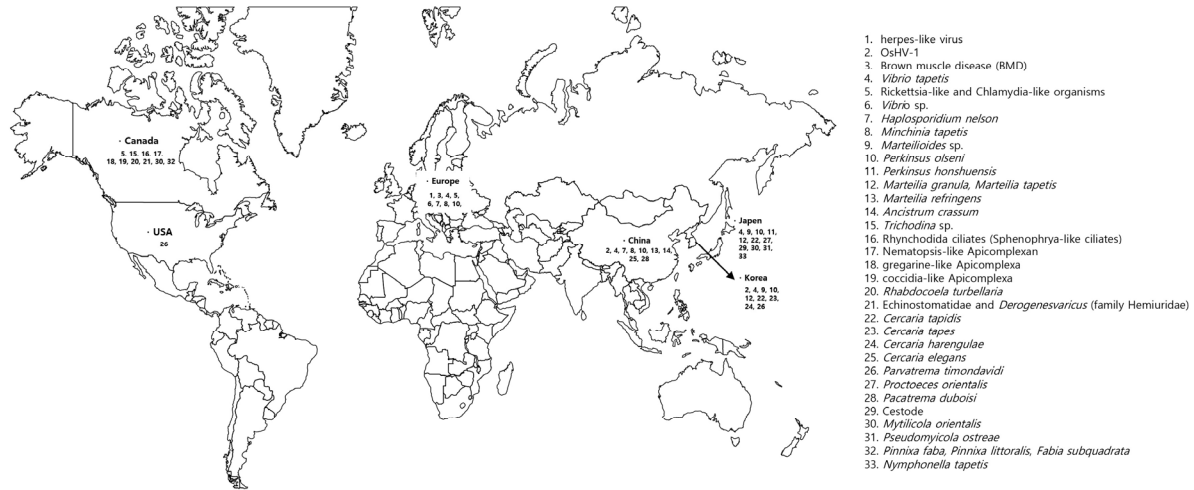 · Canada
5, 15, 16, 17,
18, 19, 20, 21, 30, 32
· USA
26
· Europe
1, 3, 4, 5,
6, 7, 8, 10,
· China
2, 4, 7, 8, 10, 13, 14,
25, 28
· Japen
4, 9, 10, 11,
12, 22, 27,
29, 30, 31,
33
· Korea
2, 4, 9, 10,
12, 22, 23,
24, 26
1. herpes-like virus
2. OsHV-1
3. Brown muscle disease (BMD)
4. Vibrio tapetis
5. Rickettsia-like and Chlamydia-like organisms
6. Vibrio sp.
7. Haplosporidium nelson
8. Minchinia tapetis
9. Marteilioides sp.
10. Perkinsus olseni
11. Perkinsus honshuensis
12. Marteilia granula, Marteilia tapetis
13. Marteilia refringens
14. Ancistrum crassum
15. Trichodina sp.
16. Rhynchodida ciliates (Sphenophrya-like ciliates)
17. Nematopsis-like Apicomplexan
18. gregarine-like Apicomplexa
19. coccidia-like Apicomplexa
20. Rhabdocoela turbellaria
21. Echinostomatidae and Derogenesvaricus (family Hemiuridae)
22. Cercaria tapidis
23. Cercaria tapes
24. Cercaria harengulae
25. Cercaria elegans
26. Parvatrema timondavidi
27. Proctoeces orientalis
28. Pacatrema duboisi
29. Cestode
30. Mytilicola orientalis
31. Pseudomyicola ostreae
32. Pinnixa faba, Pinnixa littoralis, Fabia subquadrata
33. Nymphonella tapetis